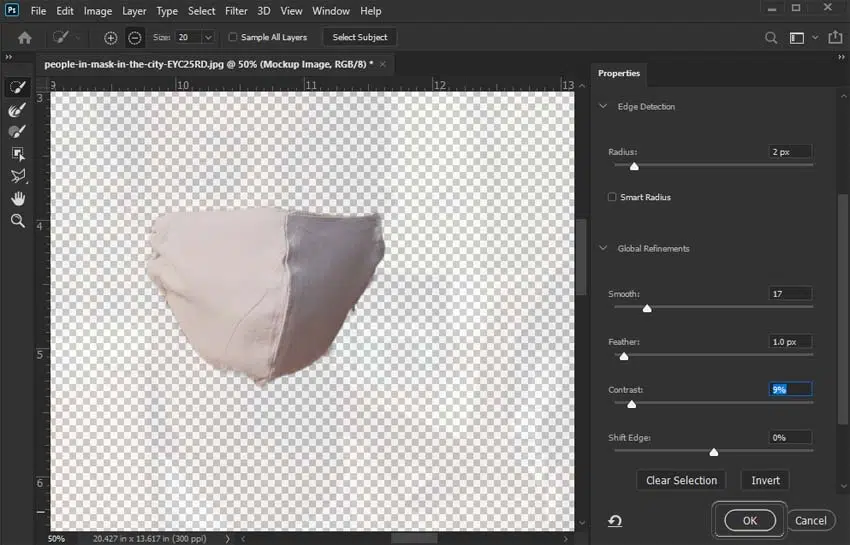 Ps File Edit Image Layer Type Select Filter 3D View Window Help
Size: 20 Sample All Layers Select Subject
people-in-mask-in-the-city-EYC25RD.jpg @ 50% (Mockup Image, RGB/8) *
Properties
9 10 11 12 13
3
Edge Detection
Radius: 2 px
Smart Radius
4
Global Refinements
Smooth: 17
Feather: 1.0 px
5
Contrast: 9%
Shift Edge: 0%
6
Clear Selection Invert
OK Cancel
50% 20.427 in x 13.617 in (300 ppi)